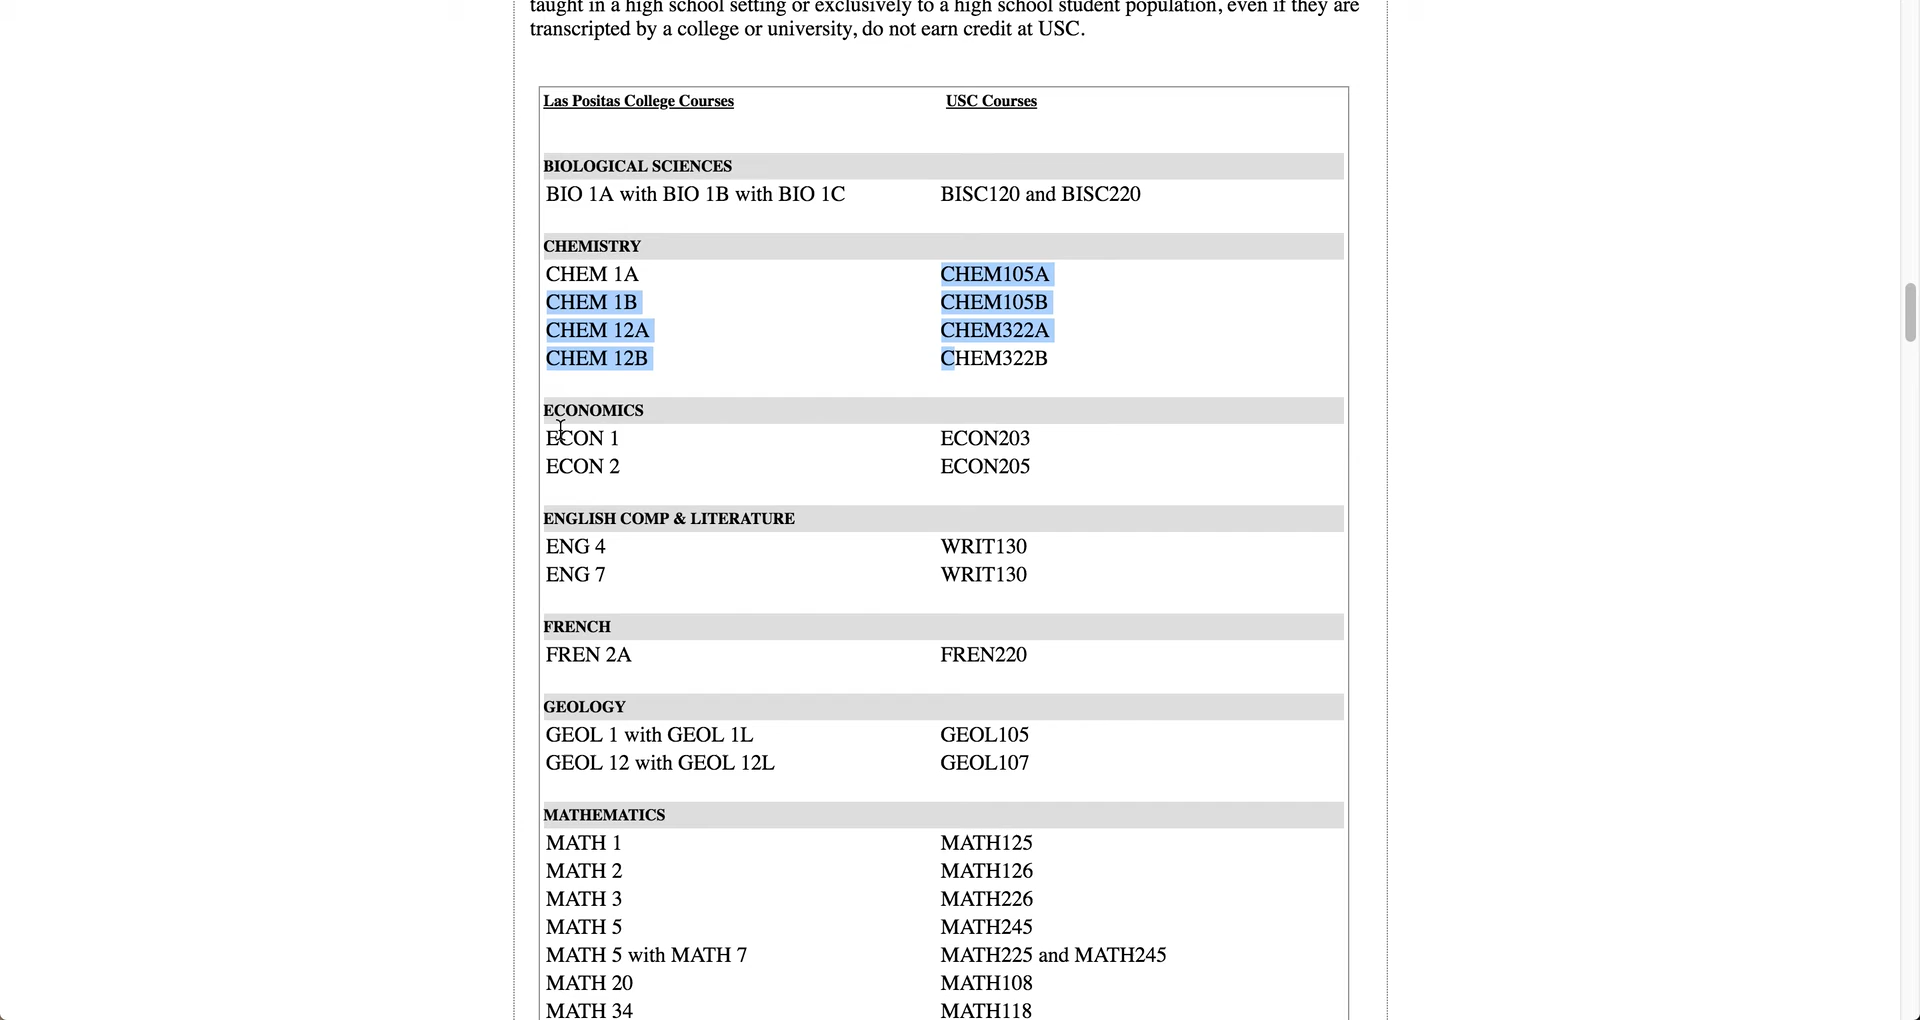 taught in a high school setting or exclusively to a high school student population, even if they are
transcripted by a college or university, do not earn credit at USC.
Las Positas College Courses USC Courses
BIOLOGICAL SCIENCES
BIO 1A with BIO 1B with BIO 1C BISC120 and BISC220
CHEMISTRY
CHEM 1A CHEM105A
CHEM 1B CHEM105B
CHEM 12A CHEM322A
CHEM 12B CHEM322B
ECONOMICS
ECON 1 ECON203
ECON 2 ECON205
ENGLISH COMP & LITERATURE
ENG 4 WRIT130
ENG 7 WRIT130
FRENCH
FREN 2A FREN220
GEOLOGY
GEOL 1 with GEOL 1L GEOL105
GEOL 12 with GEOL 12L GEOL107
MATHEMATICS
MATH 1 MATH125
MATH 2 MATH126
MATH 3 MATH226
MATH 5 MATH245
MATH 5 with MATH 7 MATH225 and MATH245
MATH 20 MATH108
MATH 34 MATH118